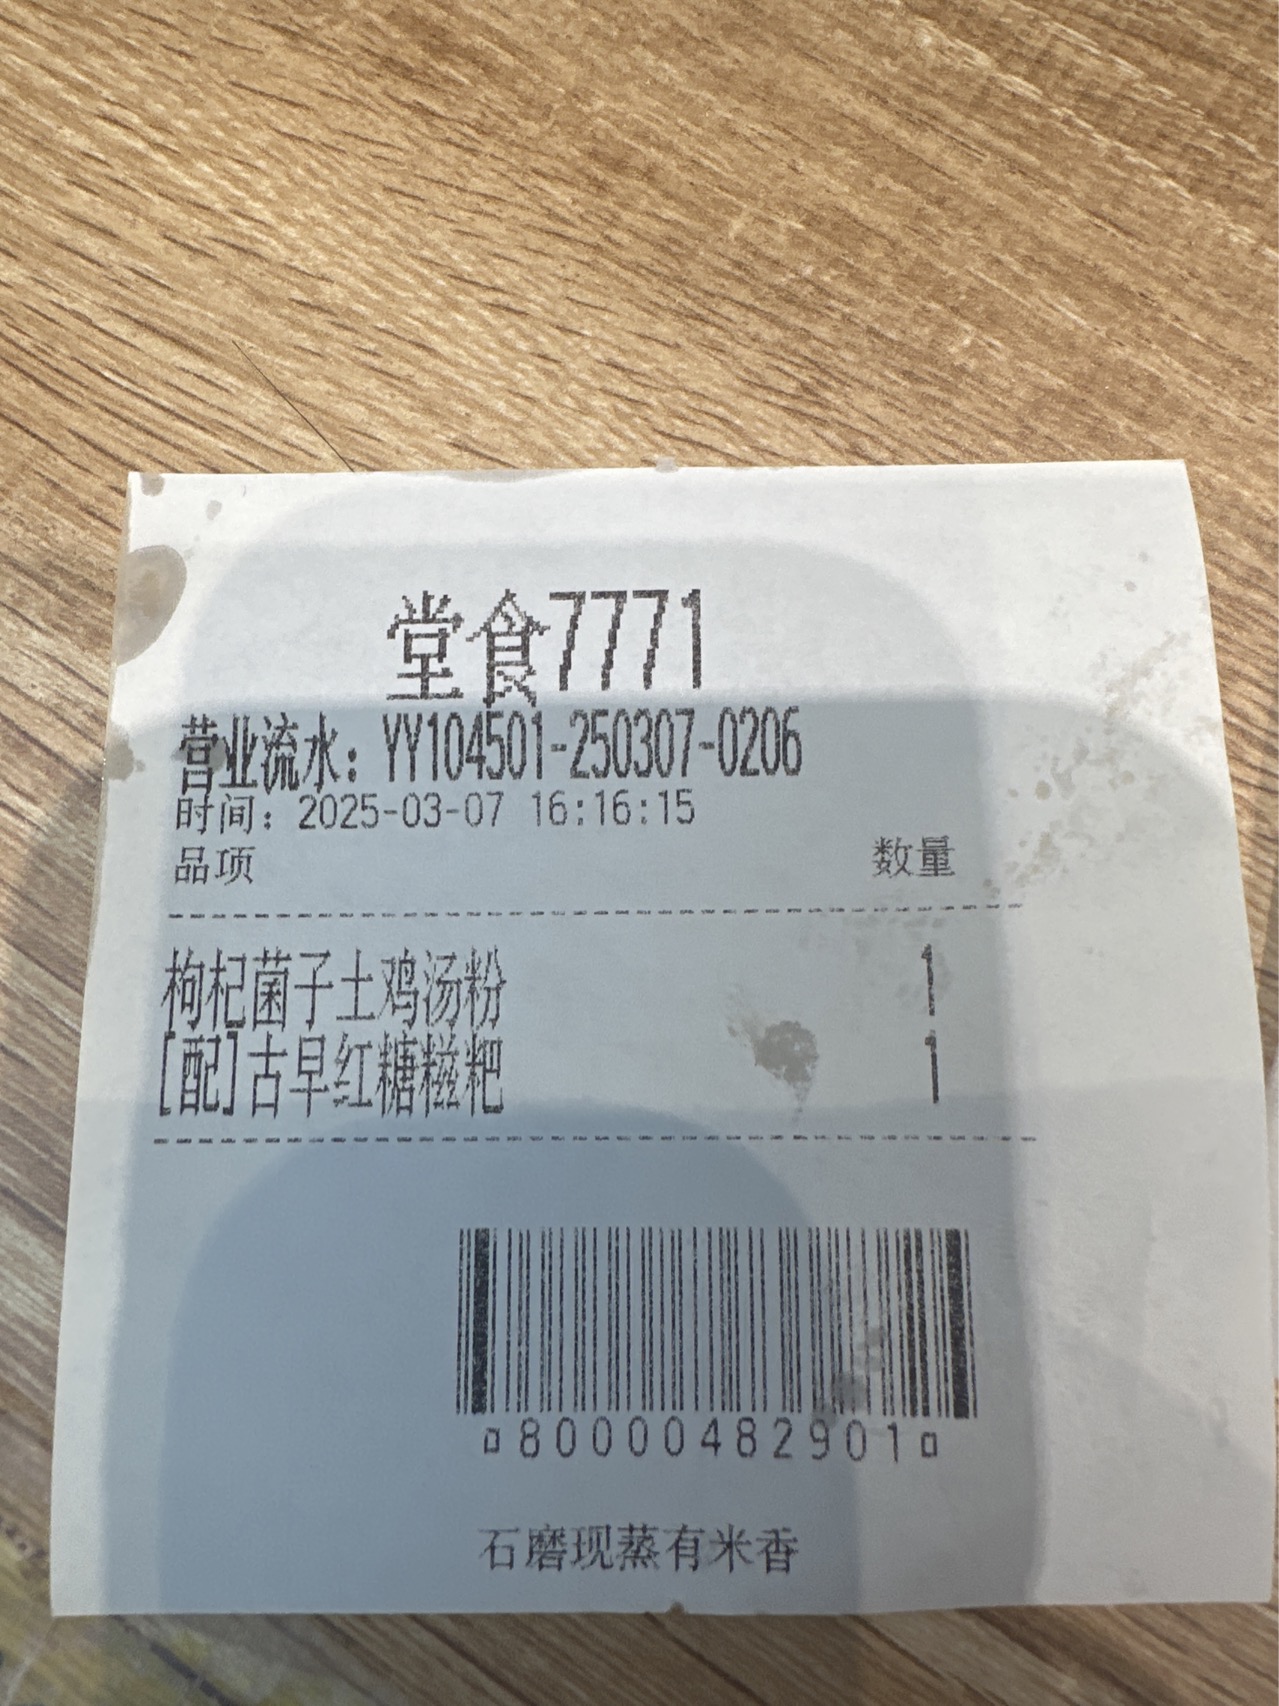 堂食7771
营业流水：YY104501-250307-0206
时间：2025-03-07 16:16:15
品项 数量
枸杞菌子土鸡汤粉 1
[配]古早红糖糍粑 1
80000482901
石磨现蒸有米香